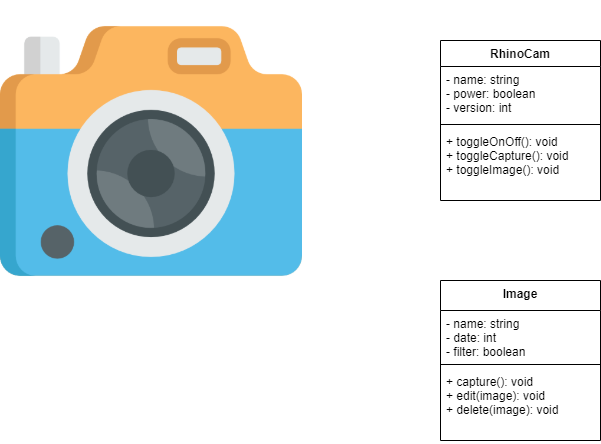 RhinoCam
- name: string
- power: boolean
- version: int
+ toggleOnOff(): void
+ toggleCapture(): void
+ toggleImage(): void
Image
- name: string
- date: int
- filter: boolean
+ capture(): void
+ edit(image): void
+ delete(image): void